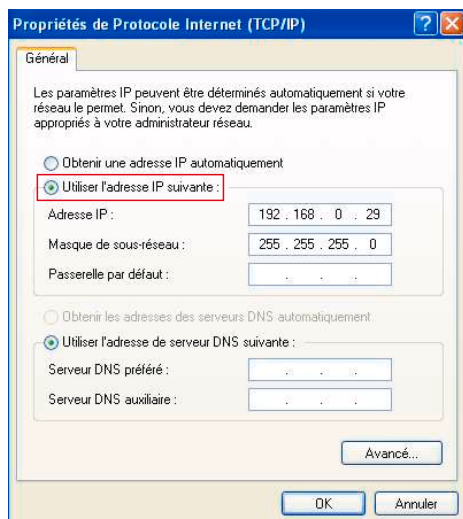 Propriétés de Protocole Internet (TCP/IP)
Général
Les paramètres IP peuvent être déterminés automatiquement si votre
réseau le permet. Sinon, vous devez demander les paramètres IP
appropriés à votre administrateur réseau.
Obtenir une adresse IP automatiquement
Utiliser l'adresse IP suivante :
Adresse IP : 192 . 168 . 0 . 29
Masque de sous-réseau : 255 . 255 . 255 . 0
Passerelle par défaut : . . .
Obtenir les adresses des serveurs DNS automatiquement
Utiliser l'adresse de serveur DNS suivante :
Serveur DNS préféré : . . .
Serveur DNS auxiliaire : . . .
Avancé...
OK Annuler